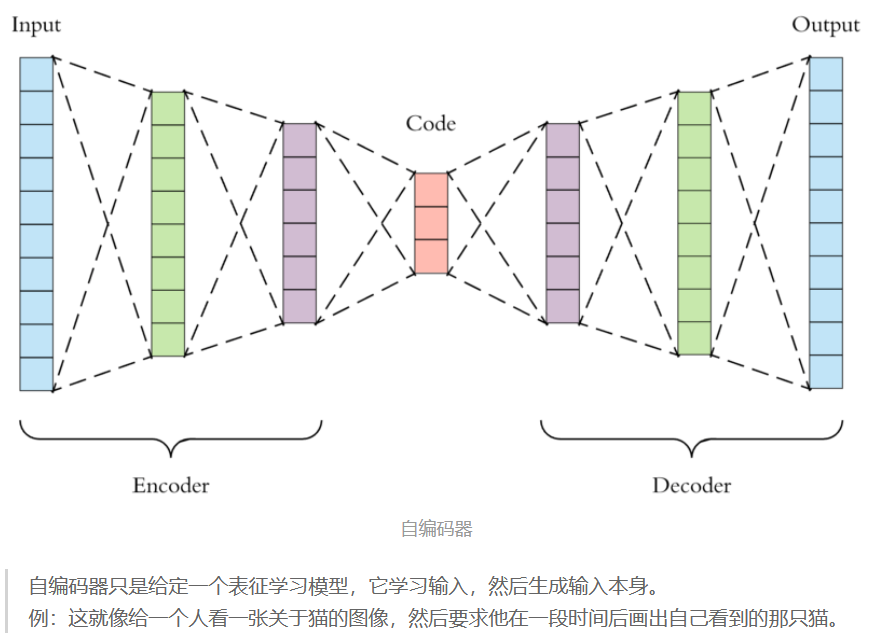 Input
Output
Code
Encoder
Decoder
自编码器
自编码器只是给定一个表征学习模型，它学习输入，然后生成输入本身。
例：这就像给一个人看一张关于猫的图像，然后要求他在一段时间后画出自己看到的那只猫。